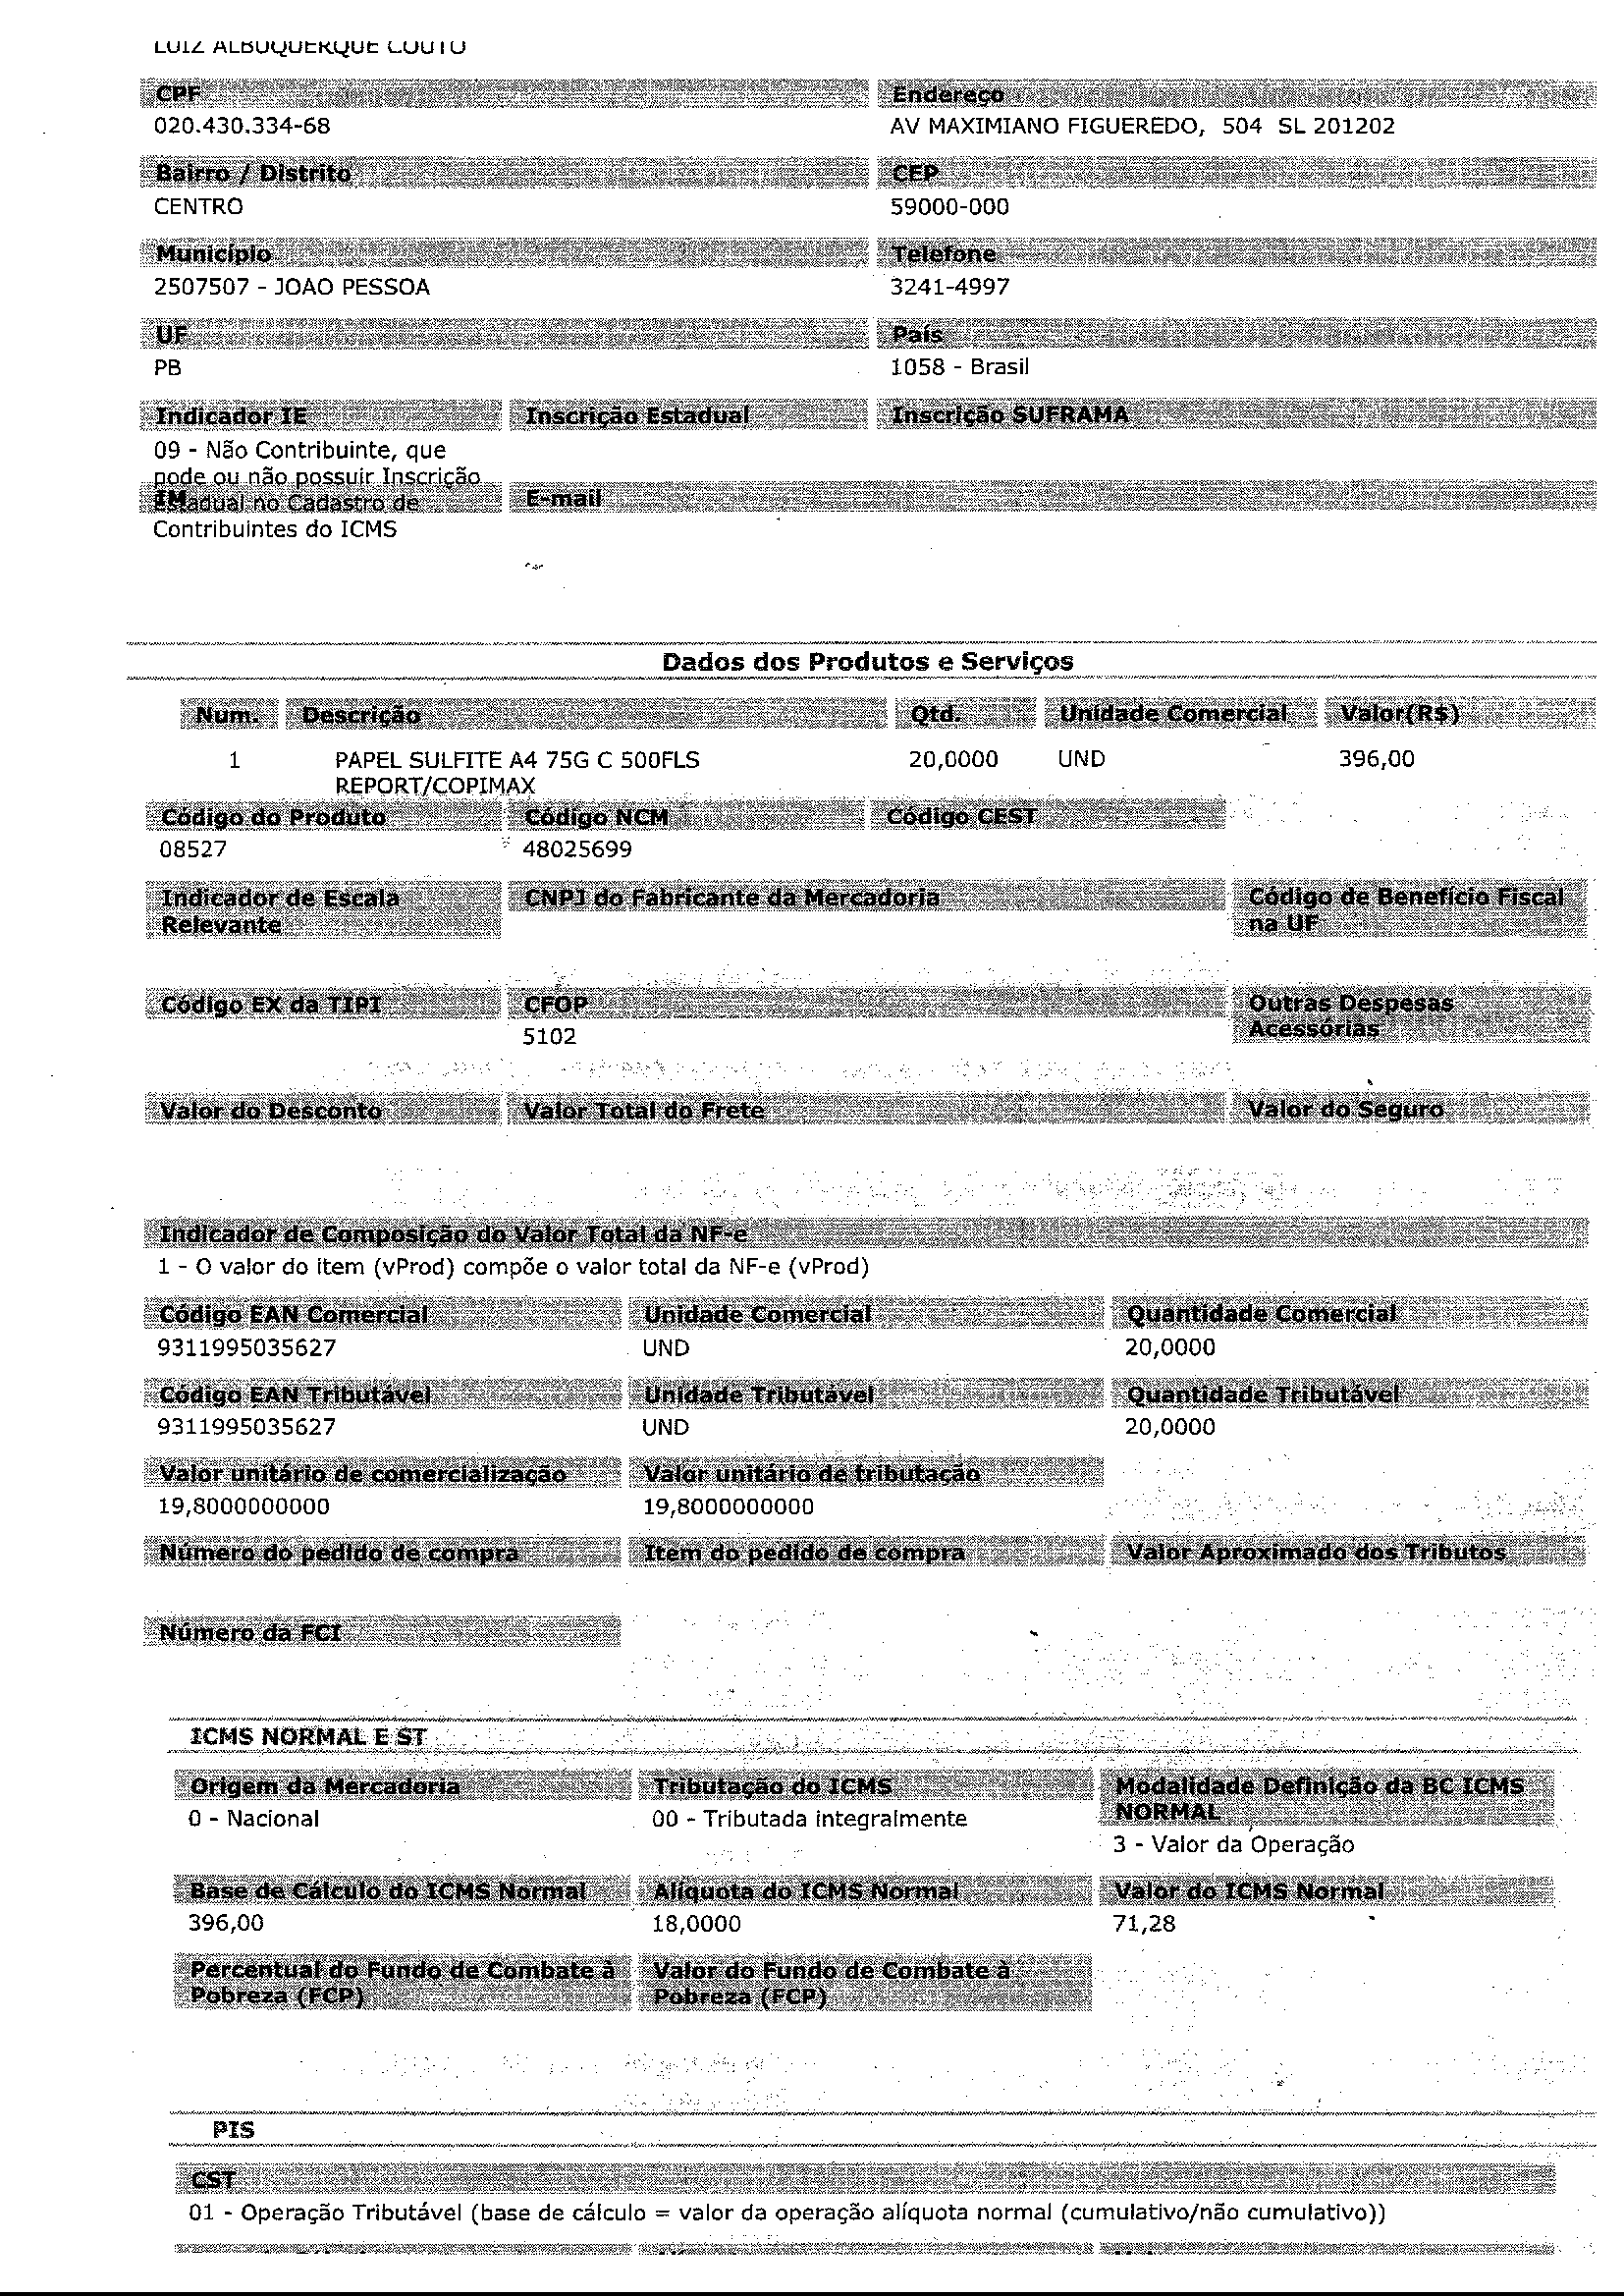 LUIZ ALBUQUERQUE COUTO
CPF Endereço
020.430.334-68 AV MAXIMIANO FIGUEREDO, 504 SL 201202
Bairro / Distrito CEP
CENTRO 59000-000
Município Telefone
2507507 - JOAO PESSOA 3241-4997
UF País
PB 1058 - Brasil
Indicador IE Inscrição Estadual Inscrição SUFRAMA
09 - Não Contribuinte, que
pode ou não possuir Inscrição
IM E-mail
Estadual no Cadastro de
Contribuintes do ICMS
Dados dos Produtos e Serviços
Num. Descrição Qtd. Unidade Comercial Valor(R$)
1 PAPEL SULFITE A4 75G C 500FLS 20,0000 UND 396,00
REPORT/COPIMAX
Código do Produto Código NCM Código CEST
08527 48025699
Indicador de Escala CNPJ do Fabricante da Mercadoria Código de Benefício Fiscal
Relevante na UF
Código EX da TIPI CFOP Outras Despesas
5102 Acessórias
Valor do Desconto Valor Total do Frete Valor do Seguro
Indicador de Composição do Valor Total da NF-e
1 - O valor do item (vProd) compõe o valor total da NF-e (vProd)
Código EAN Comercial Unidade Comercial Quantidade Comercial
9311995035627 UND 20,0000
Código EAN Tributável Unidade Tributável Quantidade Tributável
9311995035627 UND 20,0000
Valor unitário de comercialização Valor unitário de tributação
19,8000000000 19,8000000000
Número do pedido de compra Item do pedido de compra Valor Aproximado dos Tributos
Número da FCI
ICMS NORMAL E ST
Origem da Mercadoria Tributação do ICMS Modalidade Definição da BC ICMS
NORMAL
0 - Nacional 00 - Tributada integralmente
3 - Valor da Operação
Base de Cálculo do ICMS Normal Alíquota do ICMS Normal Valor do ICMS Normal
396,00 18,0000 71,28
Percentual do Fundo de Combate à Valor do Fundo de Combate à
Pobreza (FCP) Pobreza (FCP)
PIS
CST
01 - Operação Tributável (base de cálculo = valor da operação alíquota normal (cumulativo/não cumulativo))